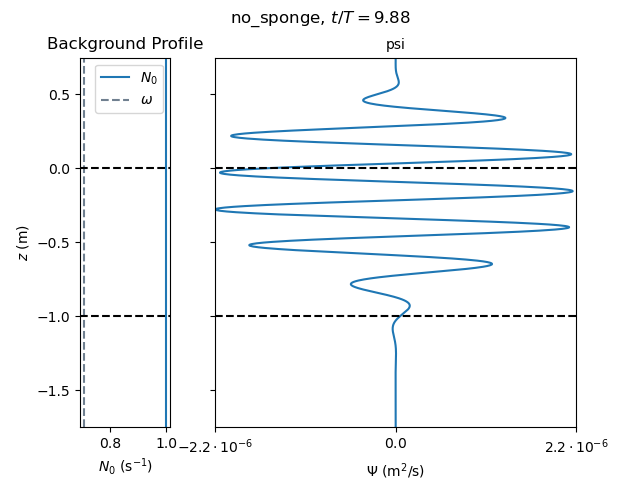 no_sponge, t/T = 9.88
Background Profile
psi
N₀
ω
z (m)
0.5
0.0
−0.5
−1.0
−1.5
0.8 1.0
N₀ (s⁻¹)
−2.2 · 10⁻⁶ 0.0 2.2 · 10⁻⁶
Ψ (m²/s)